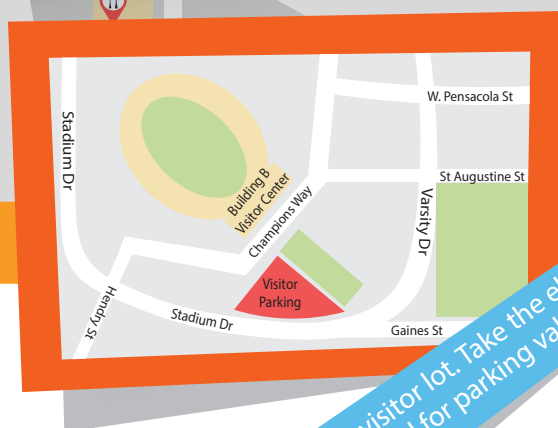 W. Pensacola St
Stadium Dr
St Augustine St
Building B
Visitor Center
Champions Way
Varsity Dr
Visitor
Parking
Hendry St
Stadium Dr
Gaines St
visitor lot. Take the
for parking